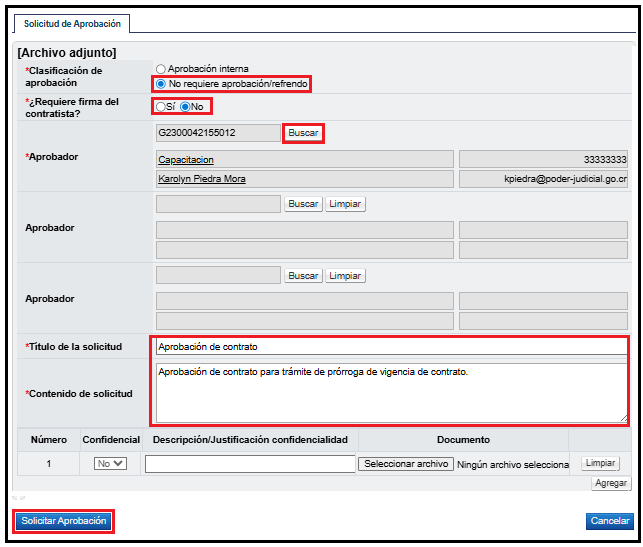 Solicitud de Aprobación
[Archivo adjunto]
*Clasificación de aprobación
Aprobación interna
No requiere aprobación/refrendo
*¿Requiere firma del contratista?
Sí No
*Aprobador
G2300042155012 Buscar
Capacitacion 33333333
Karolyn Piedra Mora kpiedra@poder-judicial.go.cr
Aprobador
Buscar Limpiar
Aprobador
Buscar Limpiar
*Título de la solicitud Aprobación de contrato
*Contenido de solicitud Aprobación de contrato para trámite de prórroga de vigencia de contrato.
Número Confidencial Descripción/Justificación confidencialidad Documento
1 No Seleccionar archivo Ningún archivo selecciona Limpiar
Agregar
Solicitar Aprobación Cancelar